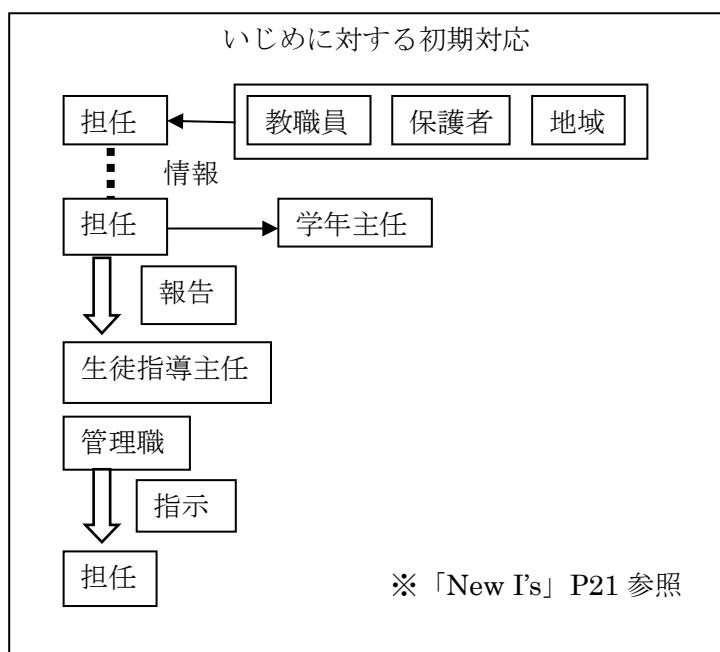 いじめに対する初期対応
担任
教職員 保護者 地域
情報
担任
学年主任
報告
生徒指導主任
管理職
指示
担任
※「New I's」P21 参照